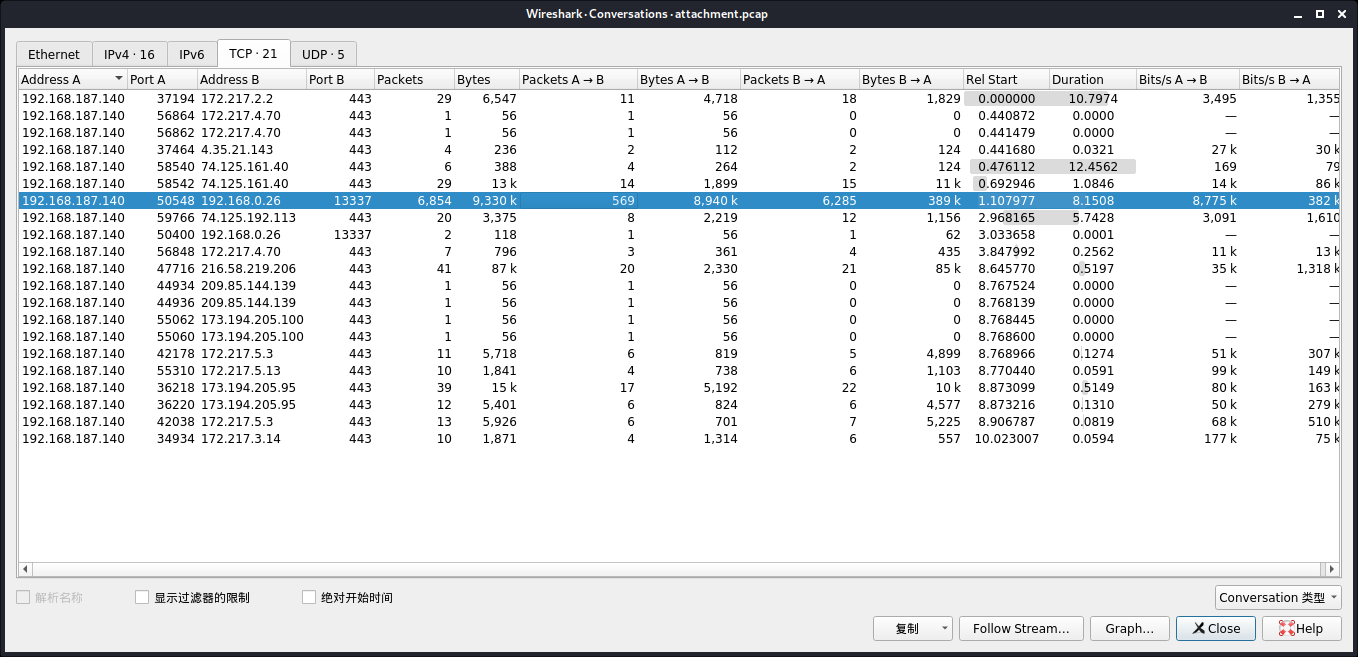 Wireshark · Conversations · attachment.pcap
Ethernet IPv4 · 16 IPv6 TCP · 21 UDP · 5
Address A Port A Address B Port B Packets Bytes Packets A → B Bytes A → B Packets B → A Bytes B → A Rel Start Duration Bits/s A → B Bits/s B → A
192.168.187.140 37194 172.217.2.2 443 29 6,547 11 4,718 18 1,829 0.000000 10.7974 3,495 1,355
192.168.187.140 56864 172.217.4.70 443 1 56 1 56 0 0 0.440872 0.0000 — —
192.168.187.140 56862 172.217.4.70 443 1 56 1 56 0 0 0.441479 0.0000 — —
192.168.187.140 37464 4.35.21.143 443 4 236 2 112 2 124 0.441680 0.0321 27 k 30 k
192.168.187.140 58540 74.125.161.40 443 6 388 4 264 2 124 0.476112 12.4562 169 79
192.168.187.140 58542 74.125.161.40 443 29 13 k 14 1,899 15 11 k 0.692946 1.0846 14 k 86 k
192.168.187.140 50548 192.168.0.26 13337 6,854 9,330 k 569 8,940 k 6,285 389 k 1.107977 8.1508 8,775 k 382 k
192.168.187.140 59766 74.125.192.113 443 20 3,375 8 2,219 12 1,156 2.968165 5.7428 3,091 1,610
192.168.187.140 50400 192.168.0.26 13337 2 118 1 56 1 62 3.033658 0.0001 — —
192.168.187.140 56848 172.217.4.70 443 7 796 3 361 4 435 3.847992 0.2562 11 k 13 k
192.168.187.140 47716 216.58.219.206 443 41 87 k 20 2,330 21 85 k 8.645770 0.5197 35 k 1,318 k
192.168.187.140 44934 209.85.144.139 443 1 56 1 56 0 0 8.767524 0.0000 — —
192.168.187.140 44936 209.85.144.139 443 1 56 1 56 0 0 8.768139 0.0000 — —
192.168.187.140 55062 173.194.205.100 443 1 56 1 56 0 0 8.768445 0.0000 — —
192.168.187.140 55060 173.194.205.100 443 1 56 1 56 0 0 8.768600 0.0000 — —
192.168.187.140 42178 172.217.5.3 443 11 5,718 6 819 5 4,899 8.768966 0.1274 51 k 307 k
192.168.187.140 55310 172.217.5.13 443 10 1,841 4 738 6 1,103 8.770440 0.0591 99 k 149 k
192.168.187.140 36218 173.194.205.95 443 39 15 k 17 5,192 22 10 k 8.873099 0.5149 80 k 163 k
192.168.187.140 36220 173.194.205.95 443 12 5,401 6 824 6 4,577 8.873216 0.1310 50 k 279 k
192.168.187.140 42038 172.217.5.3 443 13 5,926 6 701 7 5,225 8.906787 0.0819 68 k 510 k
192.168.187.140 34934 172.217.3.14 443 10 1,871 4 1,314 6 557 10.023007 0.0594 177 k 75 k
解析名称 显示过滤器的限制 绝对开始时间 Conversation 类型
复制 Follow Stream… Graph… Close Help